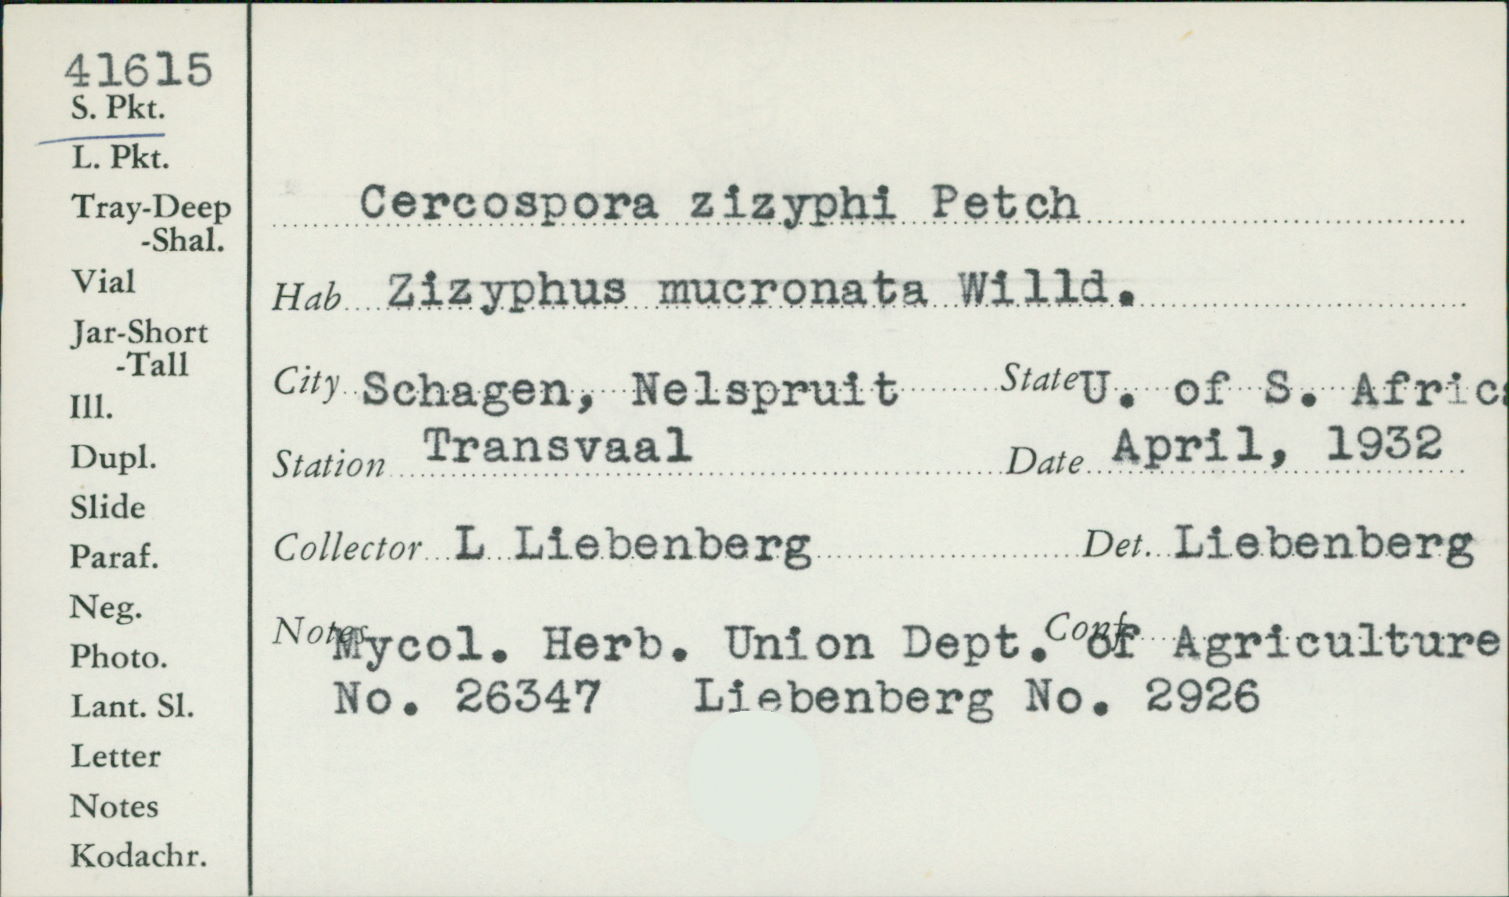 41615
S. Pkt.
L. Pkt.
Tray-Deep
-Shal.
Vial
Jar-Short
-Tall
Ill.
Dupl.
Slide
Paraf.
Neg.
Photo.
Lant. Sl.
Letter
Notes
Kodachr.
Cercospora zizyphi Petch
Hab Zizyphus mucronata Willd.
City Schagen, Nelspruit State U. of S. Africa
Station Transvaal Date April, 1932
Collector L Liebenberg Det. Liebenberg
Notes Conf.
Mycol. Herb. Union Dept. of Agriculture
No. 26347 Liebenberg No. 2926